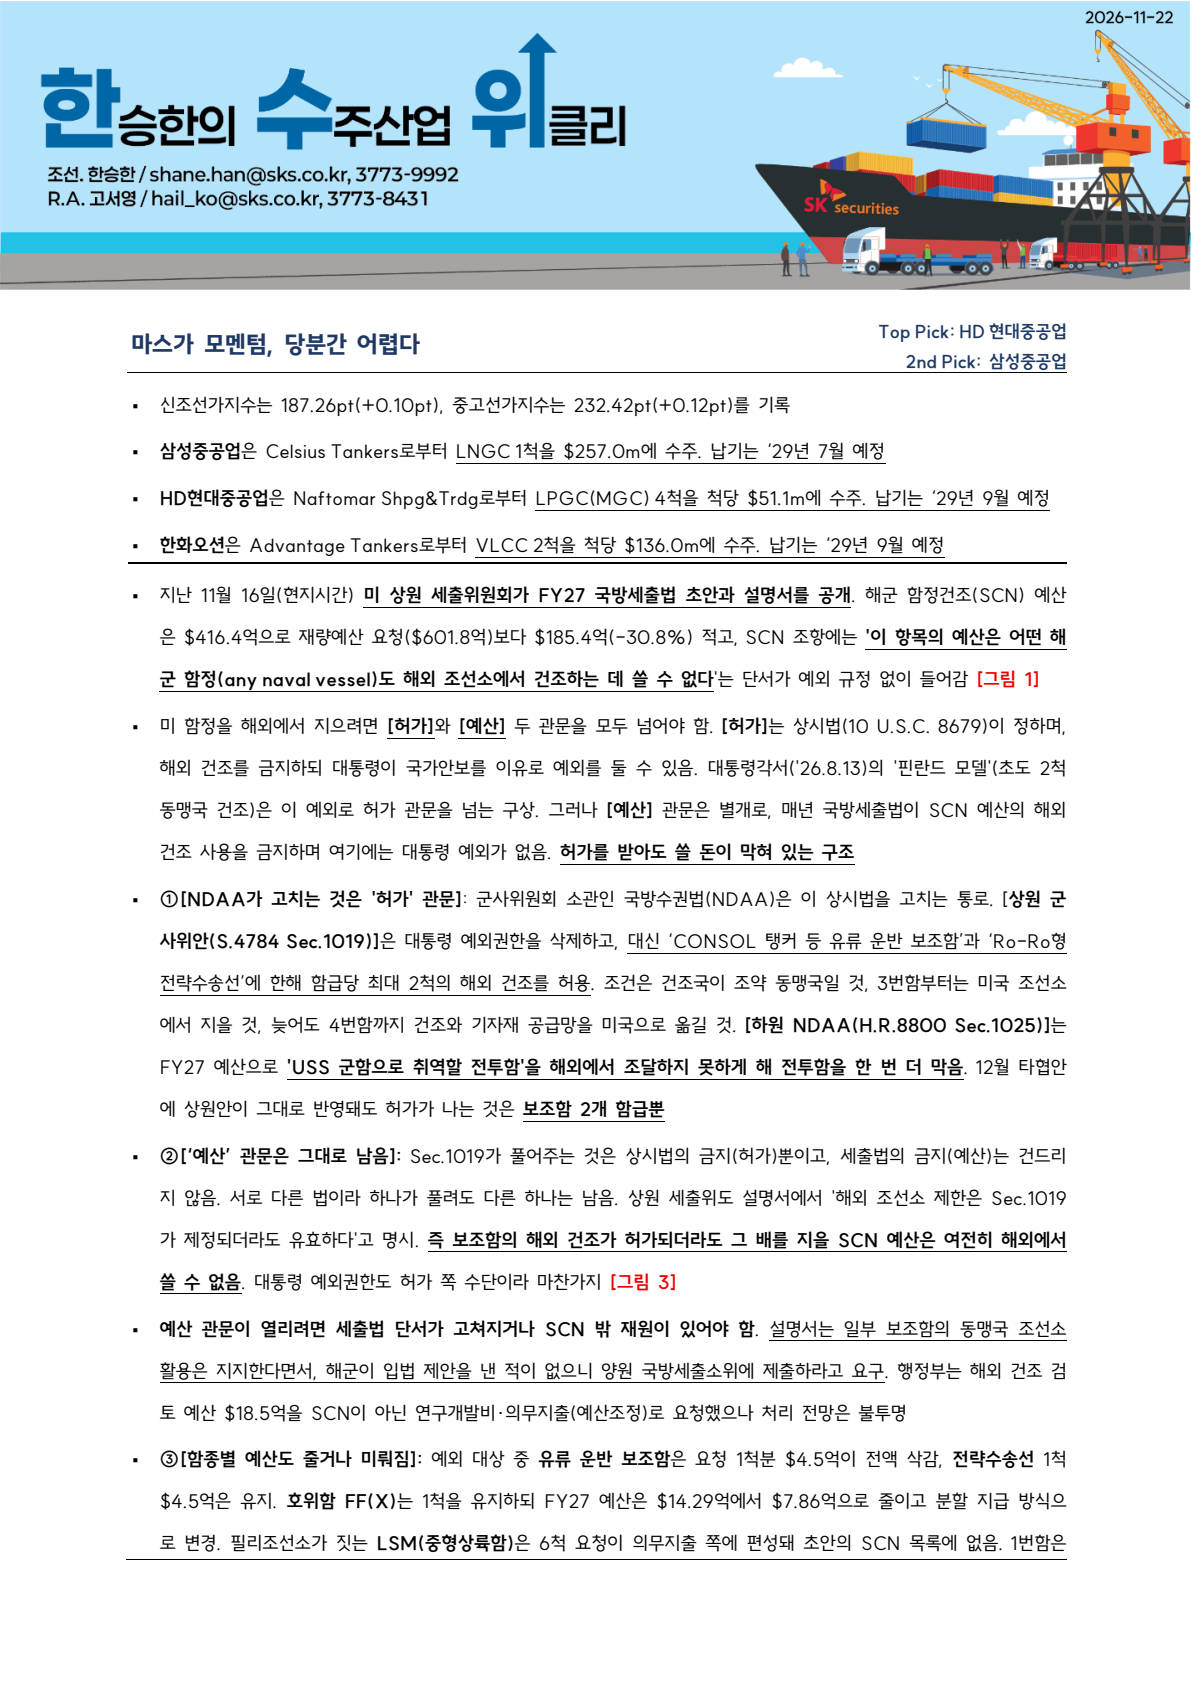 2026-11-22
한승한의 수주산업 위클리
조선. 한승한 / shane.han@sks.co.kr, 3773-9992
R.A. 고서영 / hail_ko@sks.co.kr, 3773-8431
SK securities
마스가 모멘텀, 당분간 어렵다
Top Pick: HD 현대중공업
2nd Pick: 삼성중공업
▪ 신조선가지수는 187.26pt(+0.10pt), 중고선가지수는 232.42pt(+0.12pt)를 기록
▪ 삼성중공업은 Celsius Tankers로부터 LNGC 1척을 $257.0m에 수주. 납기는 ‘29년 7월 예정
▪ HD현대중공업은 Naftomar Shpg&Trdg로부터 LPGC(MGC) 4척을 척당 $51.1m에 수주. 납기는 ‘29년 9월 예정
▪ 한화오션은 Advantage Tankers로부터 VLCC 2척을 척당 $136.0m에 수주. 납기는 ‘29년 9월 예정
▪ 지난 11월 16일(현지시간) 미 상원 세출위원회가 FY27 국방세출법 초안과 설명서를 공개. 해군 함정건조(SCN) 예산
은 $416.4억으로 재량예산 요청($601.8억)보다 $185.4억(-30.8%) 적고, SCN 조항에는 '이 항목의 예산은 어떤 해
군 함정(any naval vessel)도 해외 조선소에서 건조하는 데 쓸 수 없다'는 단서가 예외 규정 없이 들어감 [그림 1]
▪ 미 함정을 해외에서 지으려면 [허가]와 [예산] 두 관문을 모두 넘어야 함. [허가]는 상시법(10 U.S.C. 8679)이 정하며,
해외 건조를 금지하되 대통령이 국가안보를 이유로 예외를 둘 수 있음. 대통령각서('26.8.13)의 '핀란드 모델'(초도 2척
동맹국 건조)은 이 예외로 허가 관문을 넘는 구상. 그러나 [예산] 관문은 별개로, 매년 국방세출법이 SCN 예산의 해외
건조 사용을 금지하며 여기에는 대통령 예외가 없음. 허가를 받아도 쓸 돈이 막혀 있는 구조
▪ ①[NDAA가 고치는 것은 '허가' 관문]: 군사위원회 소관인 국방수권법(NDAA)은 이 상시법을 고치는 통로. [상원 군
사위안(S.4784 Sec.1019)]은 대통령 예외권한을 삭제하고, 대신 ‘CONSOL 탱커 등 유류 운반 보조함’과 ‘Ro-Ro형
전략수송선’에 한해 함급당 최대 2척의 해외 건조를 허용. 조건은 건조국이 조약 동맹국일 것, 3번함부터는 미국 조선소
에서 지을 것, 늦어도 4번함까지 건조와 기자재 공급망을 미국으로 옮길 것. [하원 NDAA(H.R.8800 Sec.1025)]는
FY27 예산으로 'USS 군함으로 취역할 전투함'을 해외에서 조달하지 못하게 해 전투함을 한 번 더 막음. 12월 타협안
에 상원안이 그대로 반영돼도 허가가 나는 것은 보조함 2개 함급뿐
▪ ②[‘예산’ 관문은 그대로 남음]: Sec.1019가 풀어주는 것은 상시법의 금지(허가)뿐이고, 세출법의 금지(예산)는 건드리
지 않음. 서로 다른 법이라 하나가 풀려도 다른 하나는 남음. 상원 세출위도 설명서에서 '해외 조선소 제한은 Sec.1019
가 제정되더라도 유효하다'고 명시. 즉 보조함의 해외 건조가 허가되더라도 그 배를 지을 SCN 예산은 여전히 해외에서
쓸 수 없음. 대통령 예외권한도 허가 쪽 수단이라 마찬가지 [그림 3]
▪ 예산 관문이 열리려면 세출법 단서가 고쳐지거나 SCN 밖 재원이 있어야 함. 설명서는 일부 보조함의 동맹국 조선소
활용은 지지한다면서, 해군이 입법 제안을 낸 적이 없으니 양원 국방세출소위에 제출하라고 요구. 행정부는 해외 건조 검
토 예산 $18.5억을 SCN이 아닌 연구개발비·의무지출(예산조정)로 요청했으나 처리 전망은 불투명
▪ ③[함종별 예산도 줄거나 미뤄짐]: 예외 대상 중 유류 운반 보조함은 요청 1척분 $4.5억이 전액 삭감, 전략수송선 1척
$4.5억은 유지. 호위함 FF(X)는 1척을 유지하되 FY27 예산은 $14.29억에서 $7.86억으로 줄이고 분할 지급 방식으
로 변경. 필리조선소가 짓는 LSM(중형상륙함)은 6척 요청이 의무지출 쪽에 편성돼 초안의 SCN 목록에 없음. 1번함은